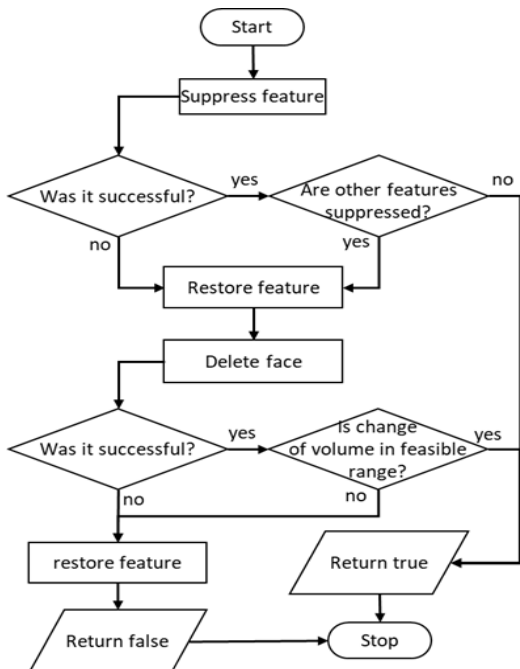 Start
Suppress feature
Was it successful?
yes
Are other features
suppressed?
no
no
yes
Restore feature
Delete face
Was it successful?
yes
Is change
of volume in feasible
range?
yes
no
no
restore feature
Return true
Return false
Stop